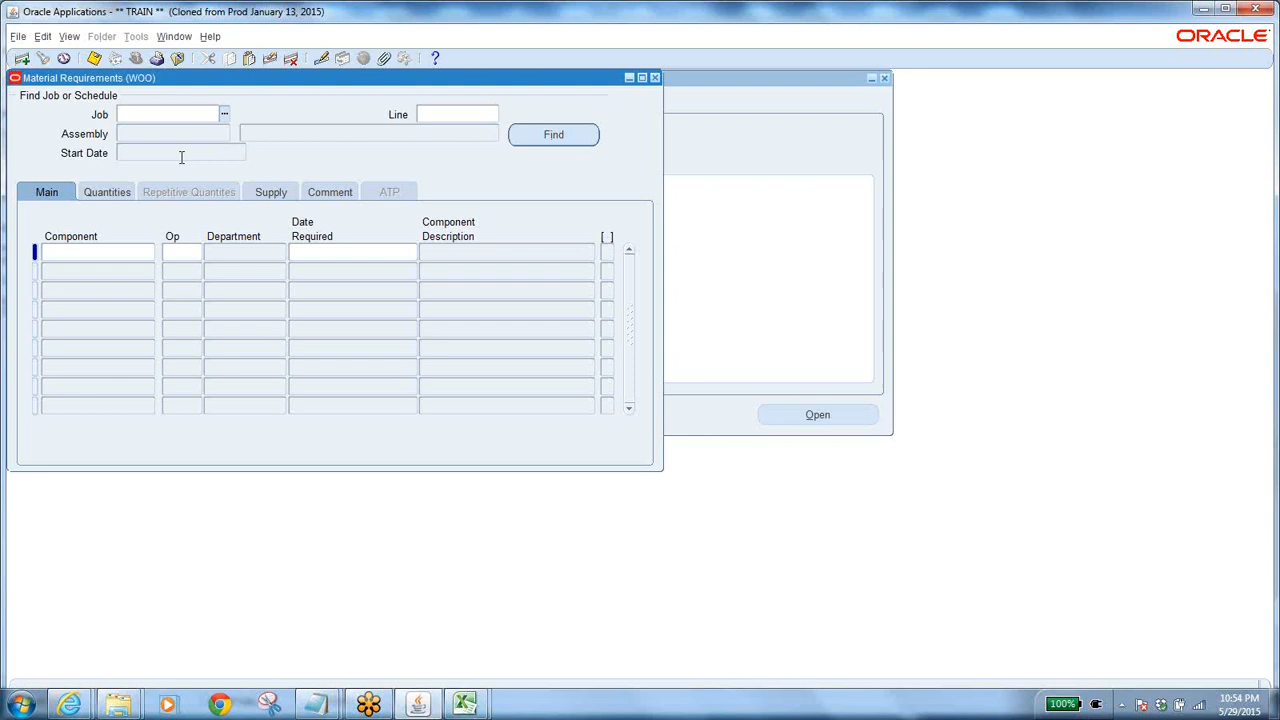 Oracle Applications - ** TRAIN ** (Cloned from Prod January 13, 2015)
File Edit View Folder Tools Window Help
ORACLE
Material Requirements (WOO)
Find Job or Schedule
Job
Line
Assembly
Find
Start Date
Main Quantities Repetitive Quantites Supply Comment ATP
Date Component
Component Op Department Required Description [ ]
Open
100%
10:54 PM
5/29/2015